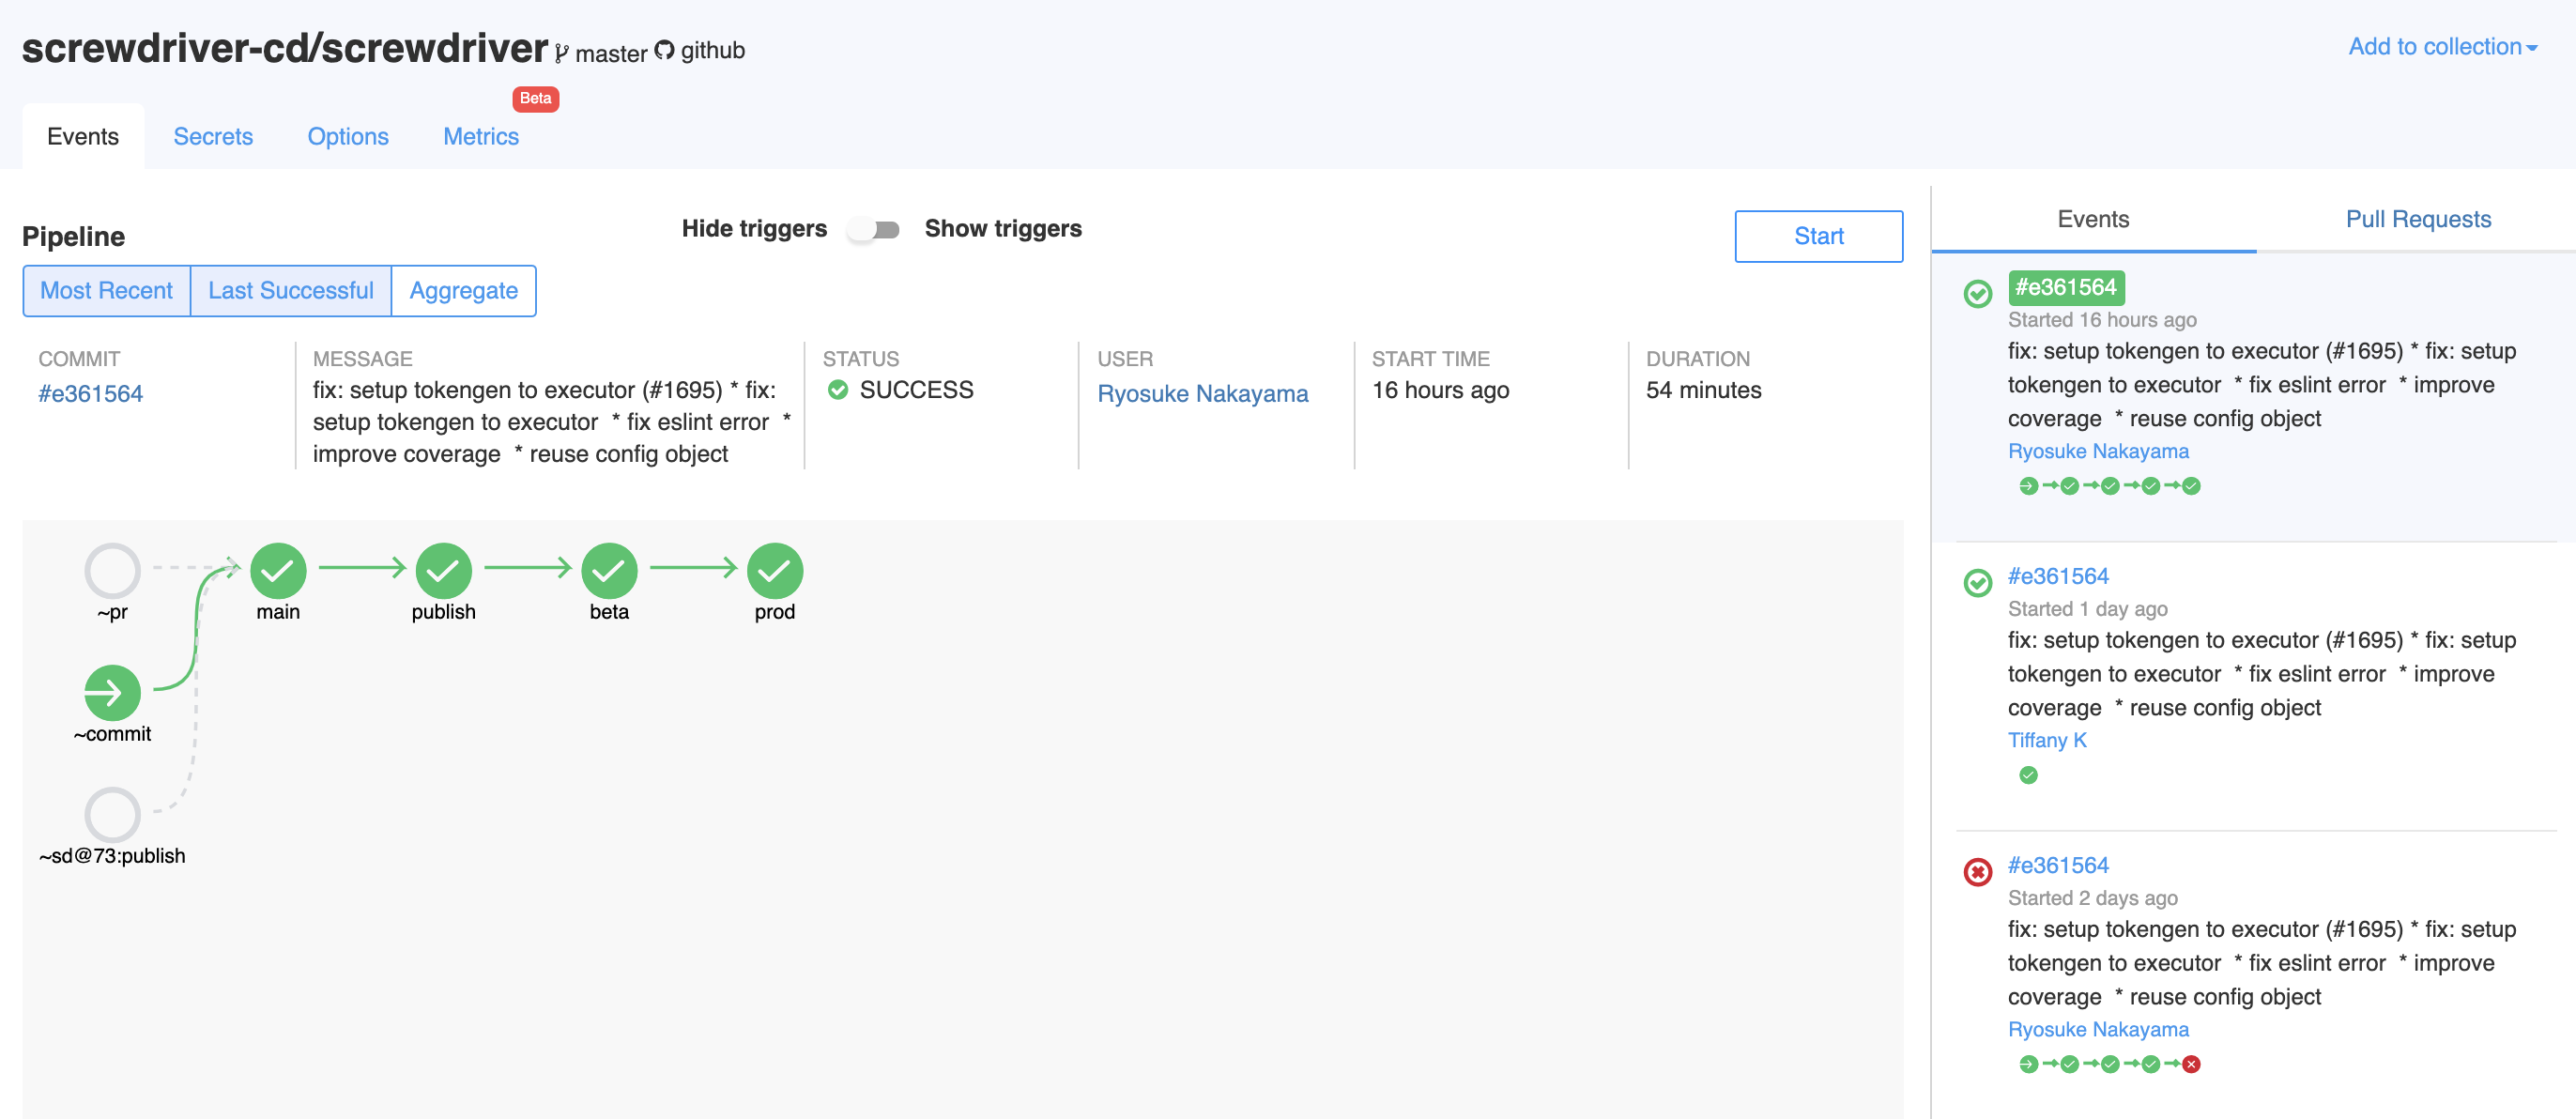 screwdriver-cd/screwdriver master github
Add to collection
Beta
Events Secrets Options Metrics
Pipeline
Hide triggers Show triggers
Start
Most Recent Last Successful Aggregate
COMMIT
#e361564
MESSAGE
fix: setup tokengen to executor (#1695) * fix:
setup tokengen to executor * fix eslint error *
improve coverage * reuse config object
STATUS
SUCCESS
USER
Ryosuke Nakayama
START TIME
16 hours ago
DURATION
54 minutes
~pr
main
publish
beta
prod
~commit
~sd@73:publish
Events Pull Requests
#e361564
Started 16 hours ago
fix: setup tokengen to executor (#1695) * fix: setup
tokengen to executor * fix eslint error * improve
coverage * reuse config object
Ryosuke Nakayama
#e361564
Started 1 day ago
fix: setup tokengen to executor (#1695) * fix: setup
tokengen to executor * fix eslint error * improve
coverage * reuse config object
Tiffany K
#e361564
Started 2 days ago
fix: setup tokengen to executor (#1695) * fix: setup
tokengen to executor * fix eslint error * improve
coverage * reuse config object
Ryosuke Nakayama